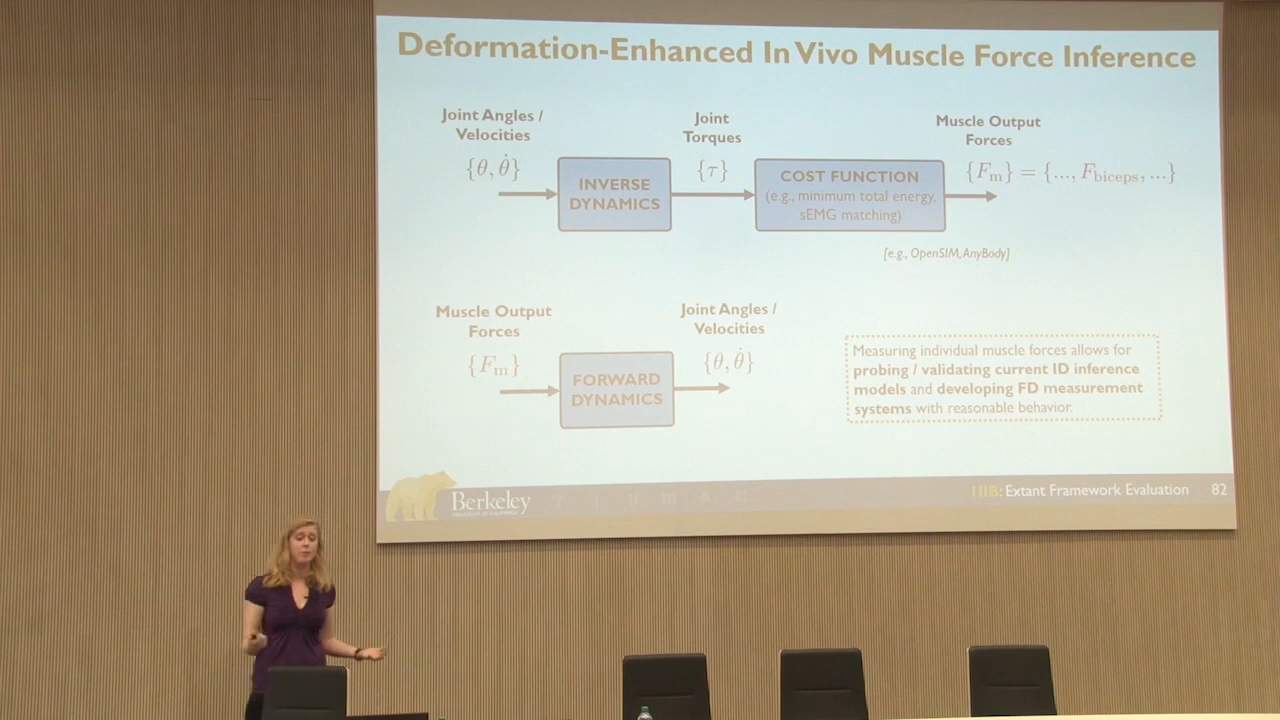 Deformation-Enhanced In Vivo Muscle Force Inference
Joint Angles /
Velocities
{θ, θ̇}
INVERSE
DYNAMICS
Joint
Torques
{τ}
COST FUNCTION
(e.g., minimum total energy,
sEMG matching)
Muscle Output
Forces
{Fm} = {..., Fbiceps, ...}
[e.g., OpenSIM, AnyBody]
Muscle Output
Forces
{Fm}
FORWARD
DYNAMICS
Joint Angles /
Velocities
{θ, θ̇}
Measuring individual muscle forces allows for
probing / validating current ID inference
models and developing FD measurement
systems with reasonable behavior.
Berkeley
UNIVERSITY OF CALIFORNIA
IIIB: Extant Framework Evaluation 82